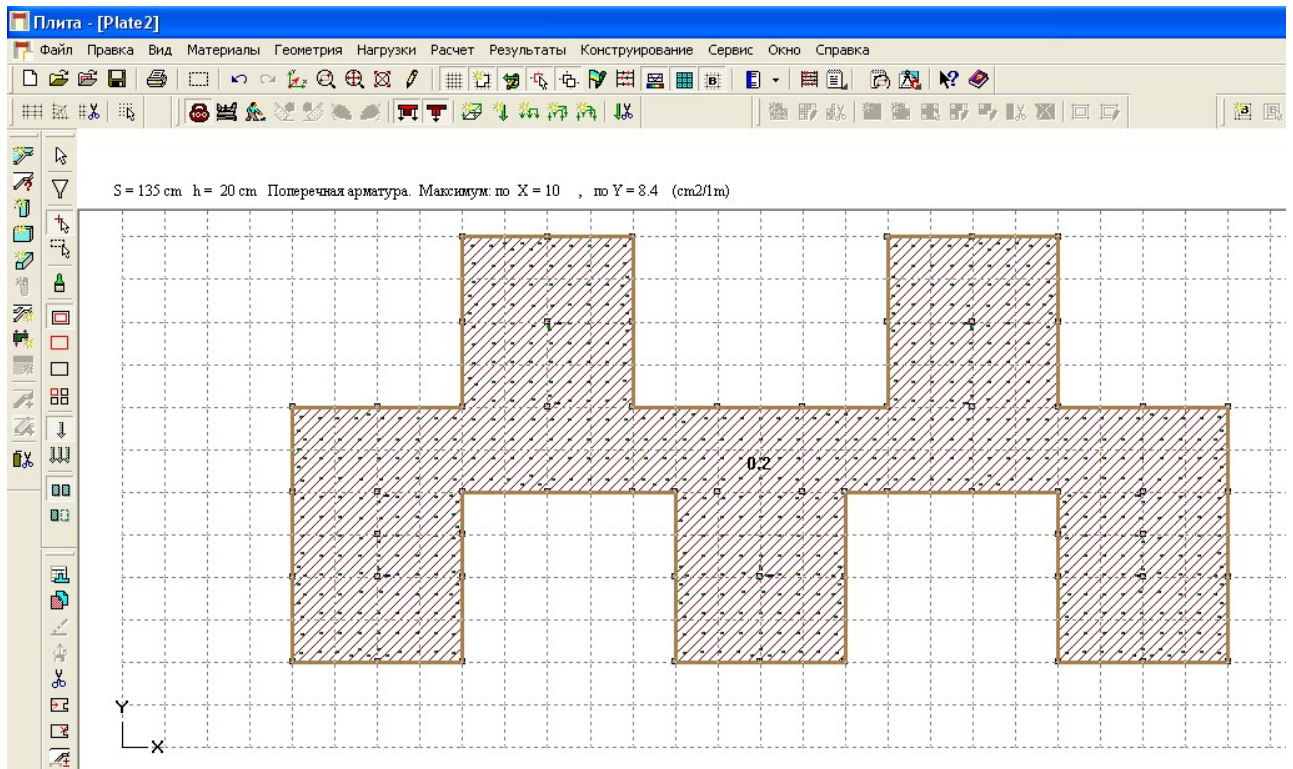 Плита - [Plate2]
Файл Правка Вид Материалы Геометрия Нагрузки Расчет Результаты Конструирование Сервис Окно Справка
S = 135 cm h = 20 cm Поперечная арматура. Максимум: по X = 10 , по Y = 8.4 (cm2/1m)
0.2
Y
X